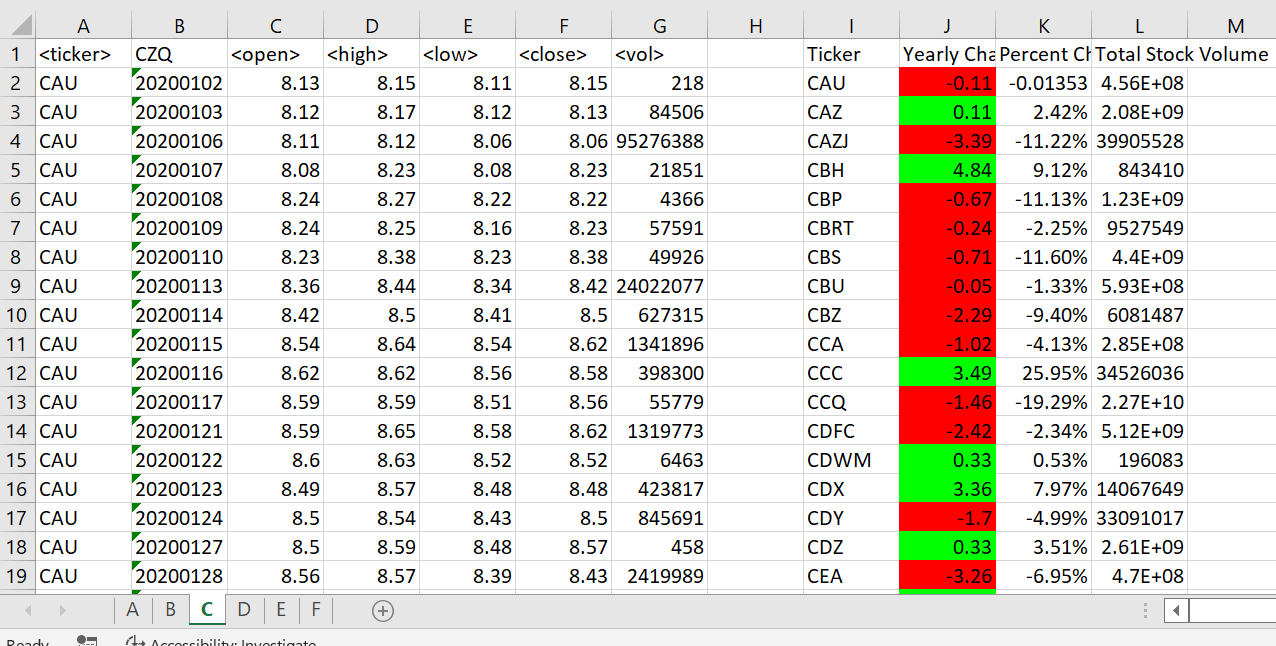 A B C D E F G H I J K L M
1 <ticker> CZQ <open> <high> <low> <close> <vol> Ticker Yearly Cha Percent Ch Total Stock Volume
2 CAU 20200102 8.13 8.15 8.11 8.15 218 CAU -0.11 -0.01353 4.56E+08
3 CAU 20200103 8.12 8.17 8.12 8.13 84506 CAZ 0.11 2.42% 2.08E+09
4 CAU 20200106 8.11 8.12 8.06 8.06 95276388 CAZJ -3.39 -11.22% 39905528
5 CAU 20200107 8.08 8.23 8.08 8.23 21851 CBH 4.84 9.12% 843410
6 CAU 20200108 8.24 8.27 8.22 8.22 4366 CBP -0.67 -11.13% 1.23E+09
7 CAU 20200109 8.24 8.25 8.16 8.23 57591 CBRT -0.24 -2.25% 9527549
8 CAU 20200110 8.23 8.38 8.23 8.38 49926 CBS -0.71 -11.60% 4.4E+09
9 CAU 20200113 8.36 8.44 8.34 8.42 24022077 CBU -0.05 -1.33% 5.93E+08
10 CAU 20200114 8.42 8.5 8.41 8.5 627315 CBZ -2.29 -9.40% 6081487
11 CAU 20200115 8.54 8.64 8.54 8.62 1341896 CCA -1.02 -4.13% 2.85E+08
12 CAU 20200116 8.62 8.62 8.56 8.58 398300 CCC 3.49 25.95% 34526036
13 CAU 20200117 8.59 8.59 8.51 8.56 55779 CCQ -1.46 -19.29% 2.27E+10
14 CAU 20200121 8.59 8.65 8.58 8.62 1319773 CDFC -2.42 -2.34% 5.12E+09
15 CAU 20200122 8.6 8.63 8.52 8.52 6463 CDWM 0.33 0.53% 196083
16 CAU 20200123 8.49 8.57 8.48 8.48 423817 CDX 3.36 7.97% 14067649
17 CAU 20200124 8.5 8.54 8.43 8.5 845691 CDY -1.7 -4.99% 33091017
18 CAU 20200127 8.5 8.59 8.48 8.57 458 CDZ 0.33 3.51% 2.61E+09
19 CAU 20200128 8.56 8.57 8.39 8.43 2419989 CEA -3.26 -6.95% 4.7E+08
A B C D E F
Ready Accessibility: Investigate